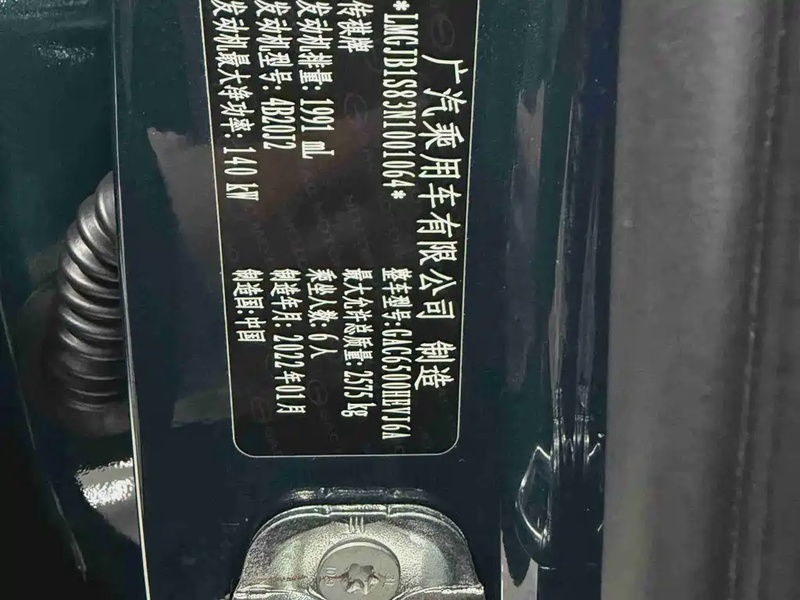 广汽乘用车有限公司 制造
*LMGJB1S83N1001064*
整车型号:GAC6500HEVJ6A
传祺牌
最大允许总质量:2575 kg
发动机排量:1991 mL
乘坐人数:6人
发动机型号:4B20J2
制造年月:2022年01月
发动机最大净功率:140 kW
制造国:中国